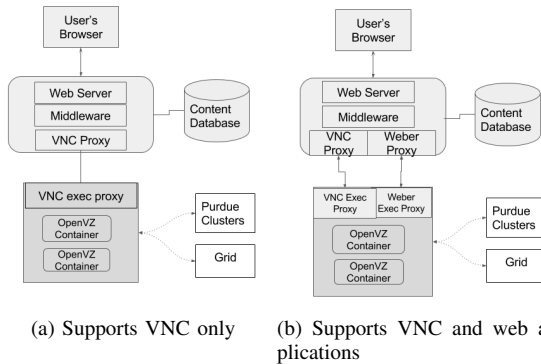 User's
Browser
Web Server
Middleware
VNC Proxy
Content
Database
VNC exec proxy
OpenVZ
Container
OpenVZ
Container
Purdue
Clusters
Grid
(a) Supports VNC only
User's
Browser
Web Server
Middleware
VNC
Proxy
Weber
Proxy
Content
Database
VNC Exec
Proxy
Weber
Exec Proxy
OpenVZ
Container
OpenVZ
Container
Purdue
Clusters
Grid
(b) Supports VNC and web a
plications